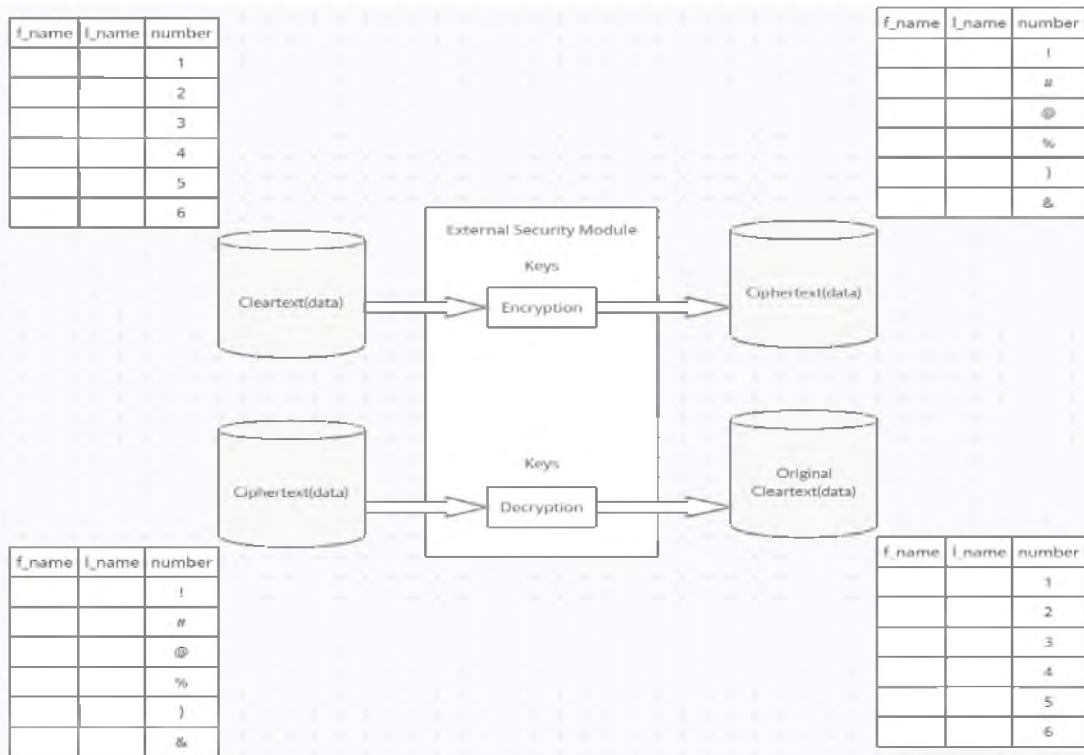 f_name l_name number
1
2
3
4
5
6
f_name l_name number
!
#
@
%
)
&
External Security Module
Keys
Cleartext(data)
Encryption
Ciphertext(data)
Keys
Ciphertext(data)
Decryption
Original
Cleartext(data)
f_name l_name number
!
#
@
%
)
&
f_name l_name number
1
2
3
4
5
6